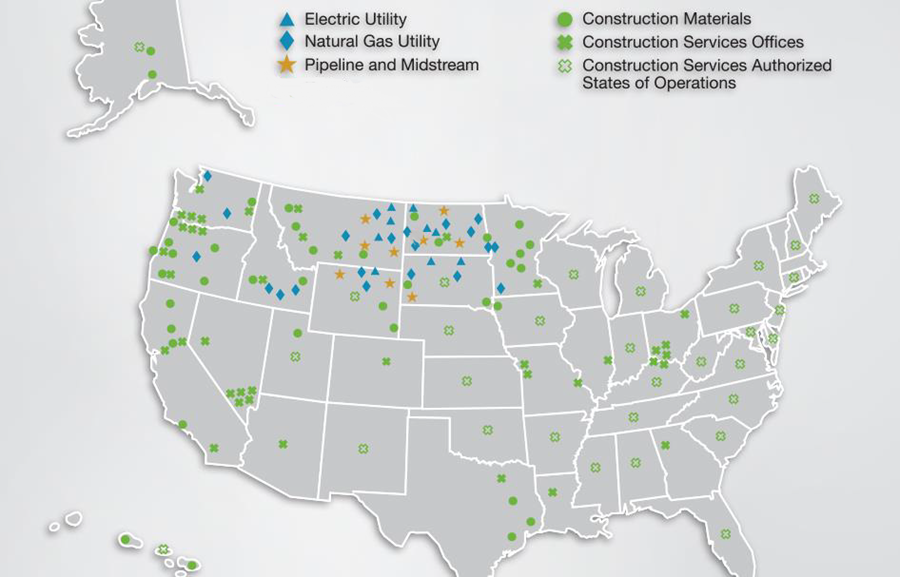 Electric Utility
Natural Gas Utility
Pipeline and Midstream
Construction Materials
Construction Services Offices
Construction Services Authorized
States of Operations